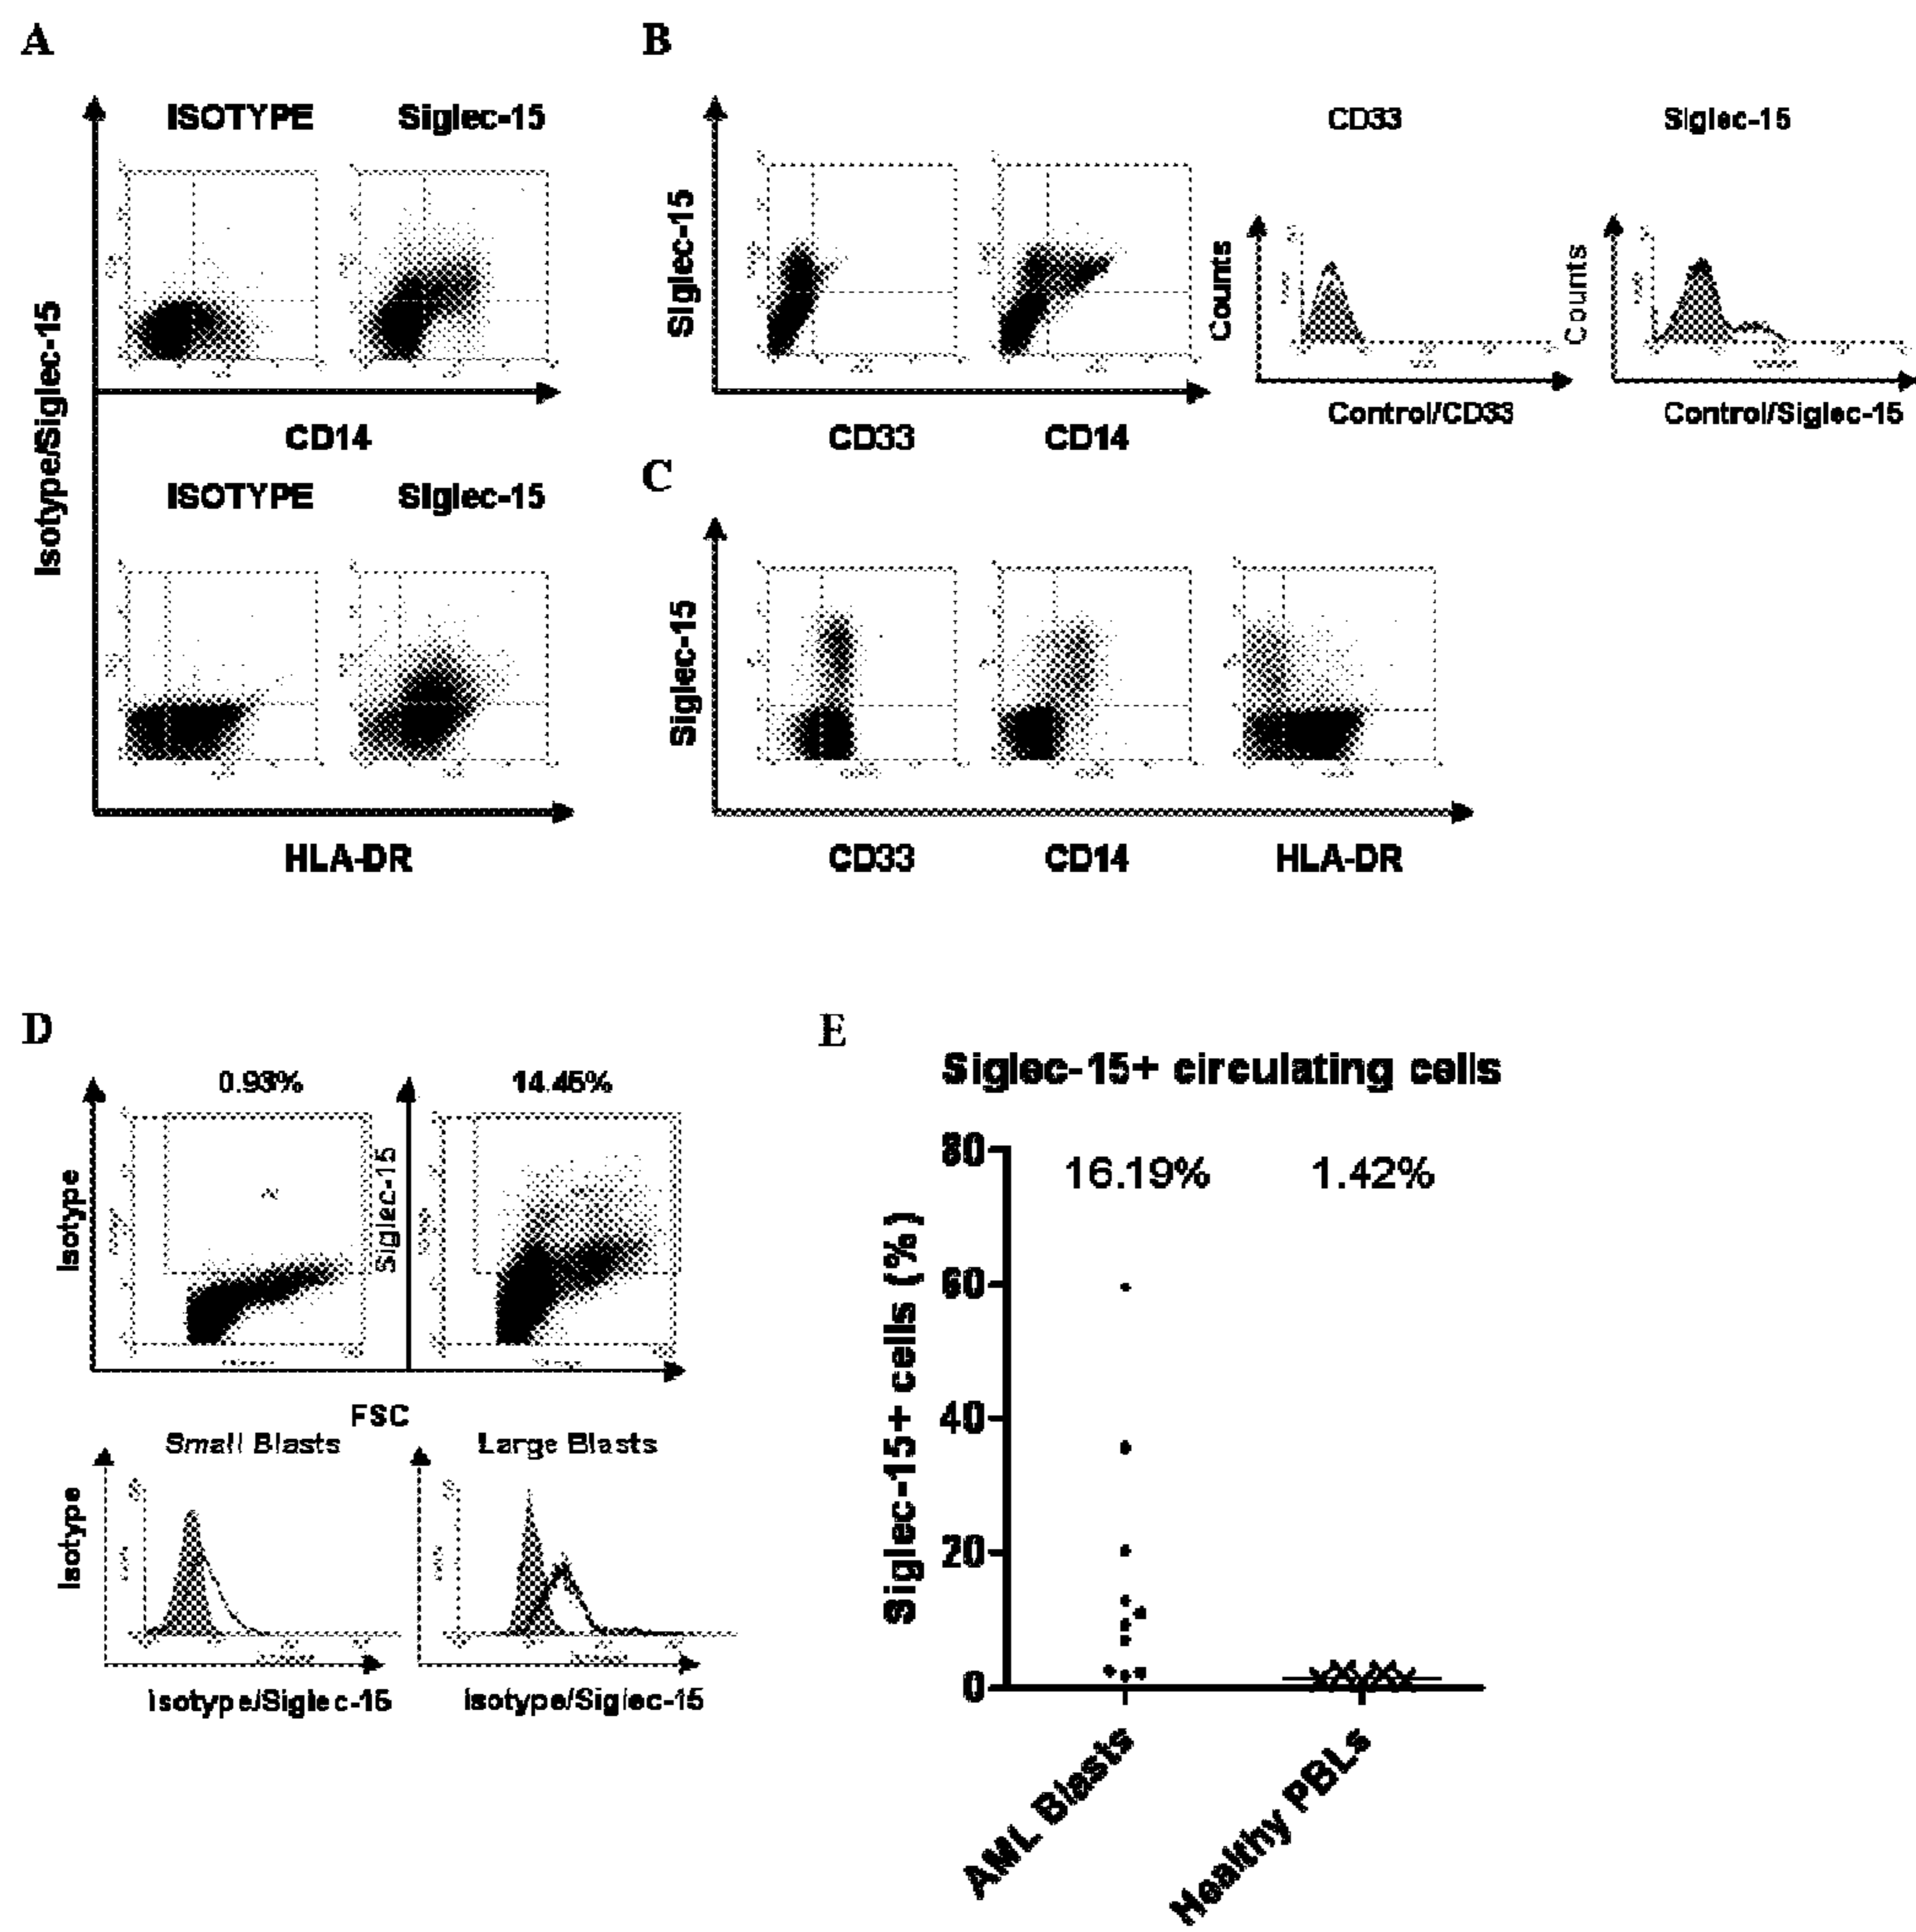 A
ISOTYPE Siglec-15
Isotype/Siglec-15
CD14
ISOTYPE Siglec-15
HLA-DR
B
Siglec-15
CD33 CD14
CD33
Counts
Control/CD33
Siglec-15
Counts
Control/Siglec-15
C
Siglec-15
CD33 CD14 HLA-DR
D
0.93% 14.45%
Isotype
Siglec-15
FSC
Small Blasts Large Blasts
Isotype
Isotype/Siglec-15 Isotype/Siglec-15
E
Siglec-15+ circulating cells
16.19% 1.42%
Siglec-15+ cells (%)
80
60
40
20
0
AML Blasts
Healthy PBLs